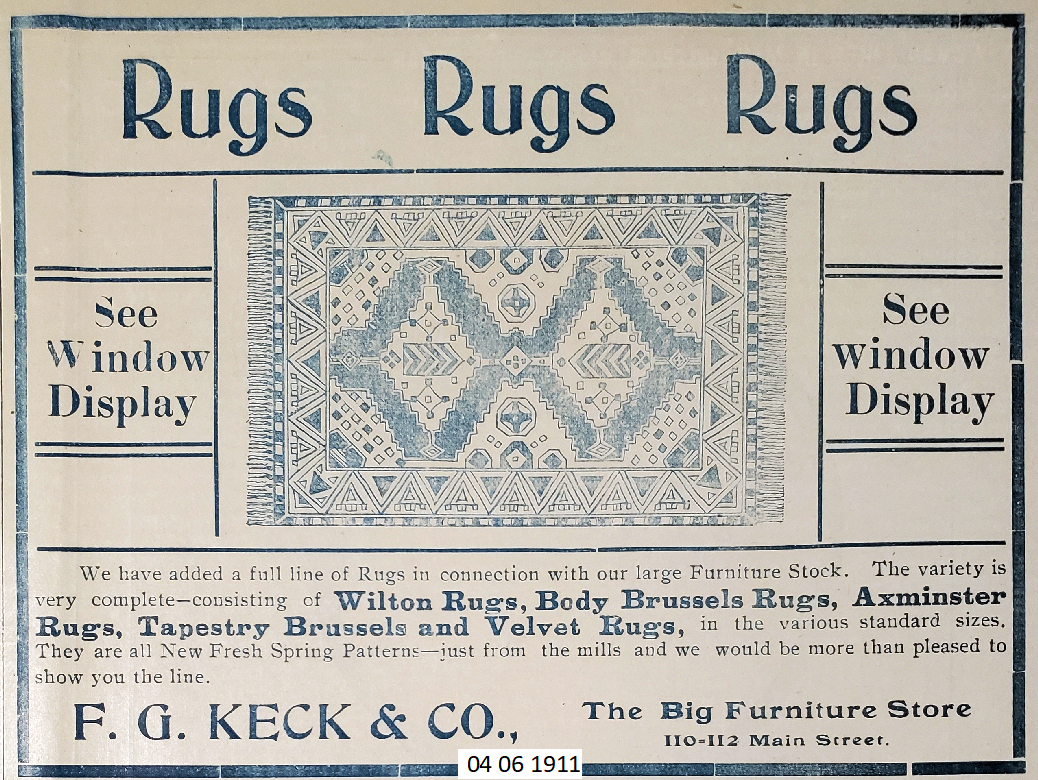 Rugs Rugs Rugs
See
Window
Display
See
Window
Display
We have added a full line of Rugs in connection with our large Furniture Stock. The variety is
very complete—consisting of Wilton Rugs, Body Brussels Rugs, Axminster
Rugs, Tapestry Brussels and Velvet Rugs, in the various standard sizes.
They are all New Fresh Spring Patterns—just from the mills and we would be more than pleased to
show you the line.
F. G. KECK & CO.,
The Big Furniture Store
110=112 Main Street.
04 06 1911